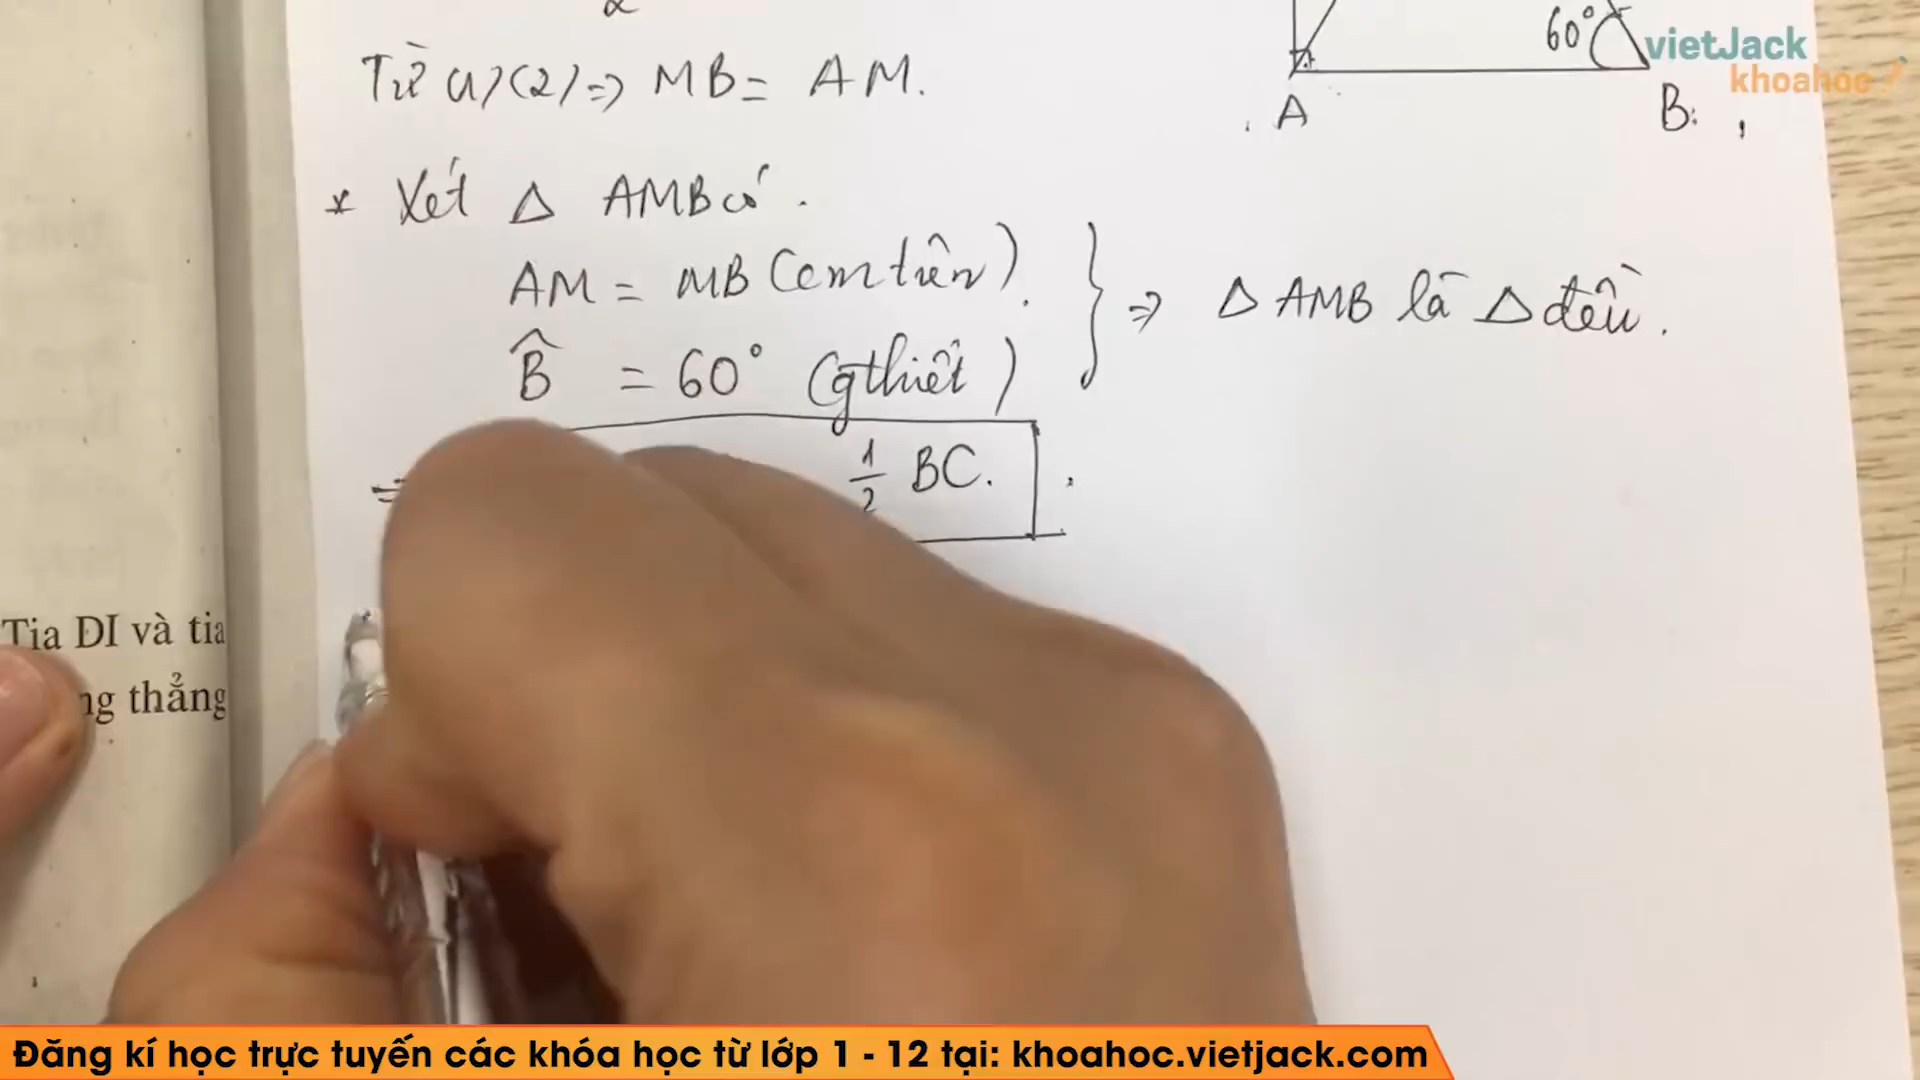 Từ (1)(2) => MB = AM.
* Xét Δ AMB có.
AM = MB (cm trên).
B̂ = 60° (gthiết)
} => Δ AMB là Δ đều.
1/2 BC.
60°
A
B
vietJack
khoahoc
Tia DI và tia
ng thẳng
Đăng kí học trực tuyến các khóa học từ lớp 1 - 12 tại: khoahoc.vietjack.com